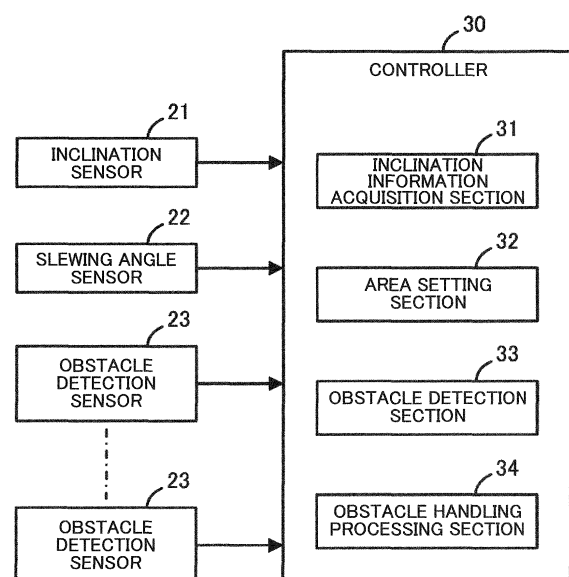 30
CONTROLLER
21
INCLINATION
SENSOR
31
INCLINATION
INFORMATION
ACQUISITION SECTION
22
SLEWING ANGLE
SENSOR
32
AREA SETTING
SECTION
23
OBSTACLE
DETECTION
SENSOR
33
OBSTACLE DETECTION
SECTION
23
OBSTACLE
DETECTION
SENSOR
34
OBSTACLE HANDLING
PROCESSING SECTION